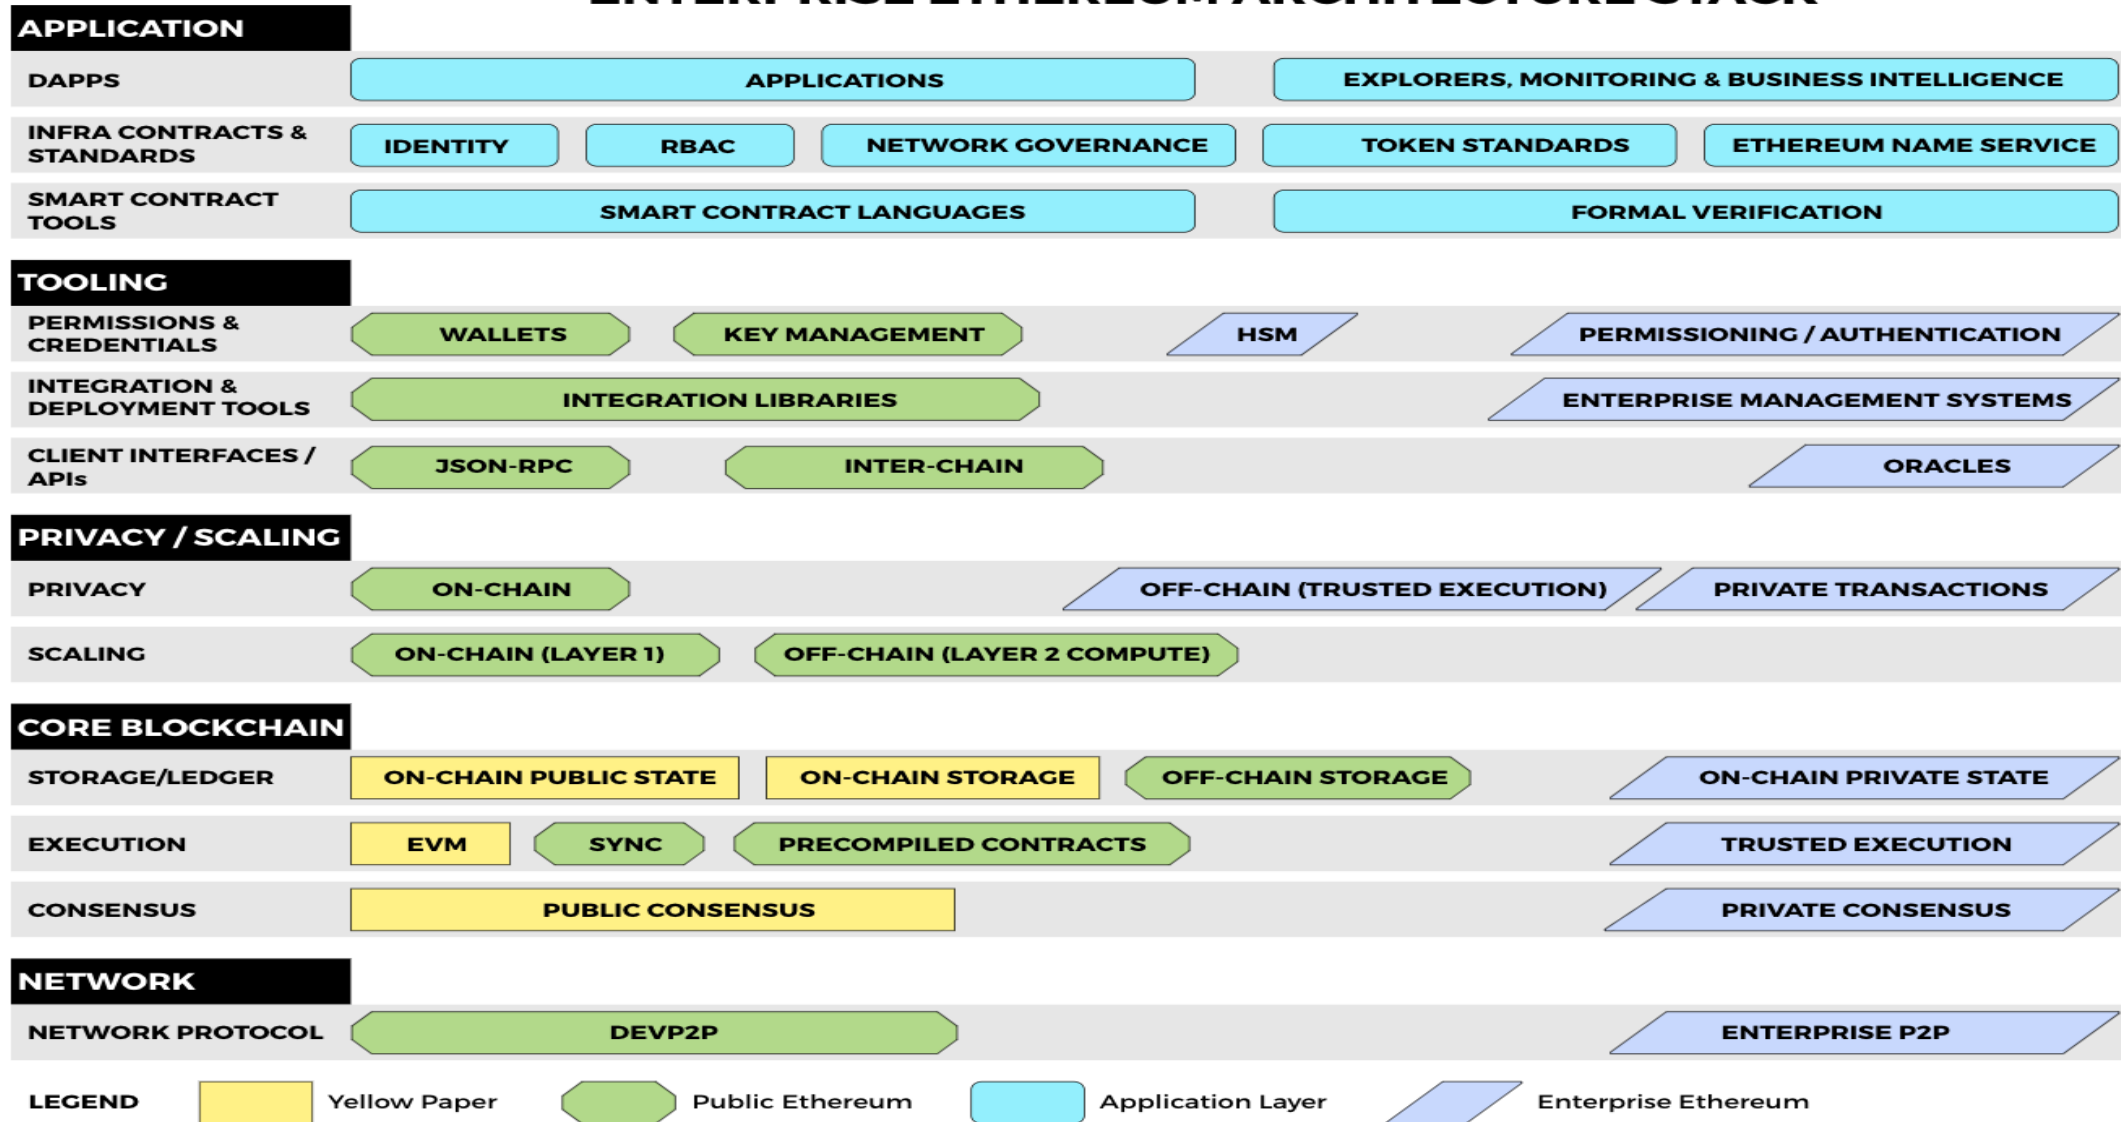 ENTERPRISE ETHEREUM ARCHITECTURE STACK
APPLICATION
DAPPS
APPLICATIONS
EXPLORERS, MONITORING & BUSINESS INTELLIGENCE
INFRA CONTRACTS &
STANDARDS
IDENTITY
RBAC
NETWORK GOVERNANCE
TOKEN STANDARDS
ETHEREUM NAME SERVICE
SMART CONTRACT
TOOLS
SMART CONTRACT LANGUAGES
FORMAL VERIFICATION
TOOLING
PERMISSIONS &
CREDENTIALS
WALLETS
KEY MANAGEMENT
HSM
PERMISSIONING / AUTHENTICATION
INTEGRATION &
DEPLOYMENT TOOLS
INTEGRATION LIBRARIES
ENTERPRISE MANAGEMENT SYSTEMS
CLIENT INTERFACES /
APIs
JSON-RPC
INTER-CHAIN
ORACLES
PRIVACY / SCALING
PRIVACY
ON-CHAIN
OFF-CHAIN (TRUSTED EXECUTION)
PRIVATE TRANSACTIONS
SCALING
ON-CHAIN (LAYER 1)
OFF-CHAIN (LAYER 2 COMPUTE)
CORE BLOCKCHAIN
STORAGE/LEDGER
ON-CHAIN PUBLIC STATE
ON-CHAIN STORAGE
OFF-CHAIN STORAGE
ON-CHAIN PRIVATE STATE
EXECUTION
EVM
SYNC
PRECOMPILED CONTRACTS
TRUSTED EXECUTION
CONSENSUS
PUBLIC CONSENSUS
PRIVATE CONSENSUS
NETWORK
NETWORK PROTOCOL
DEVP2P
ENTERPRISE P2P
LEGEND
Yellow Paper
Public Ethereum
Application Layer
Enterprise Ethereum